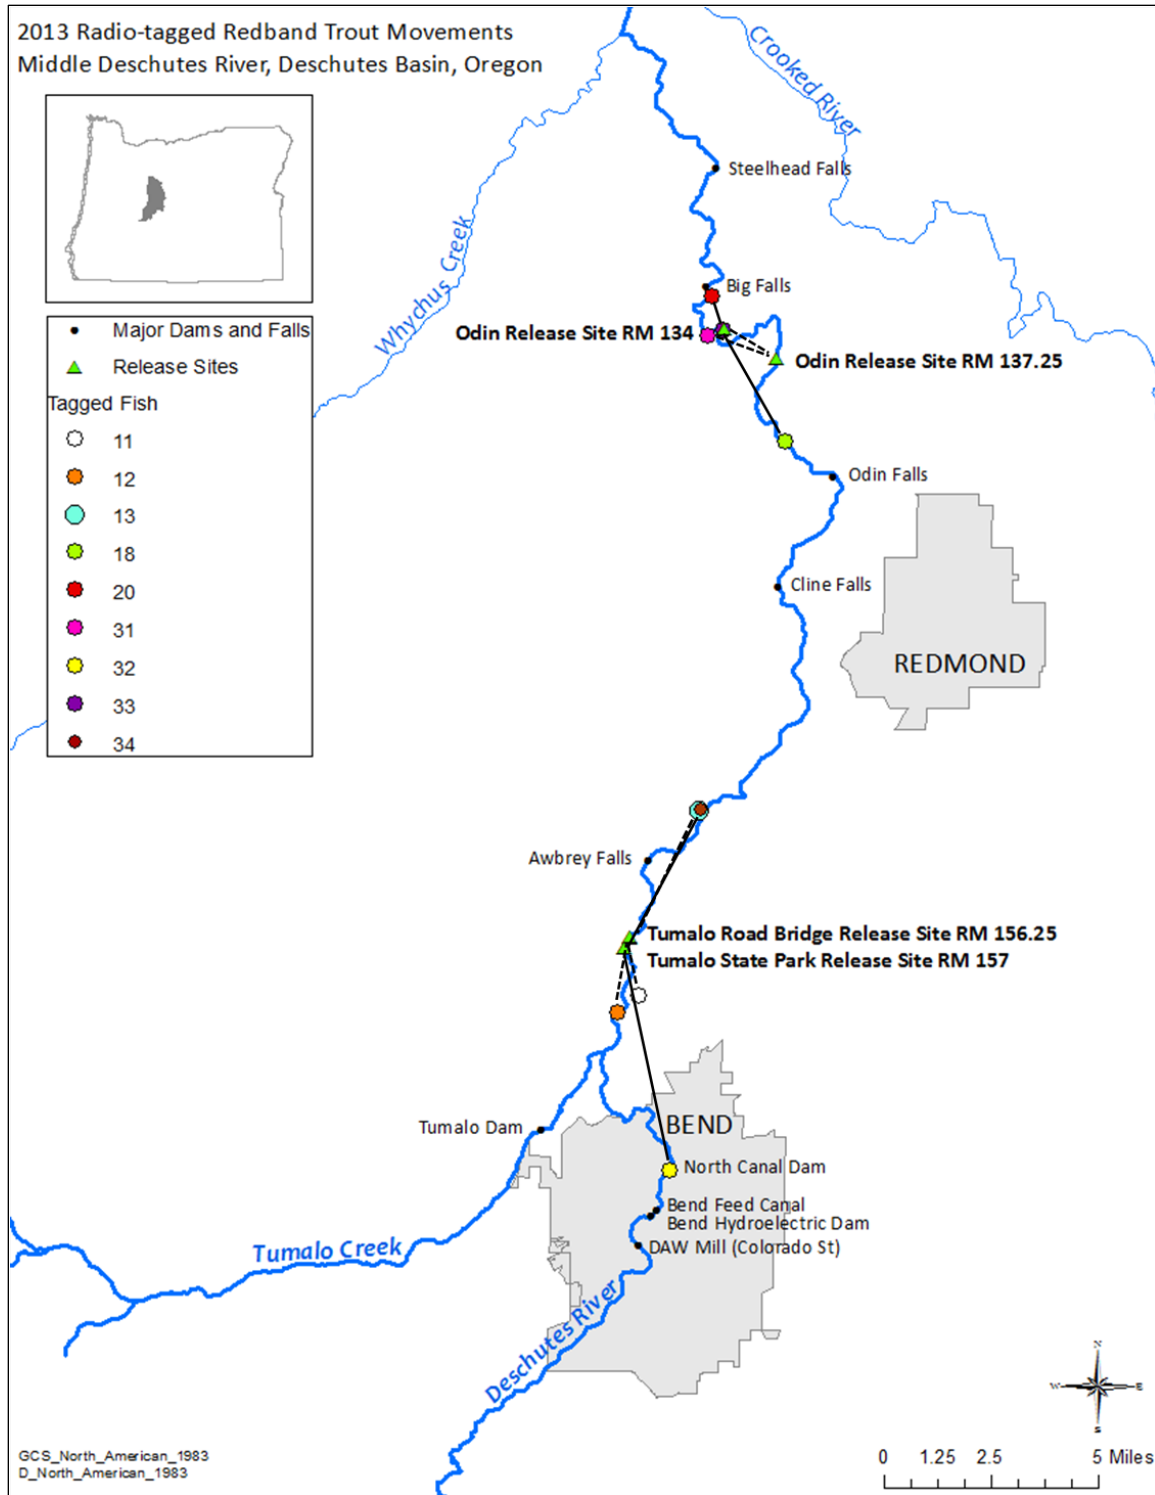 2013 Radio-tagged Redband Trout Movements
Middle Deschutes River, Deschutes Basin, Oregon
Crooked River
Steelhead Falls
Whychus Creek
Big Falls
Major Dams and Falls
Release Sites
Tagged Fish
11
12
13
18
20
31
32
33
34
Odin Release Site RM 134
Odin Release Site RM 137.25
Odin Falls
Cline Falls
REDMOND
Awbrey Falls
Tumalo Road Bridge Release Site RM 156.25
Tumalo State Park Release Site RM 157
Tumalo Dam
BEND
North Canal Dam
Bend Feed Canal
Bend Hydroelectric Dam
DAW Mill (Colorado St)
Tumalo Creek
Deschutes River
N
W
E
S
GCS_North_American_1983
D_North_American_1983
0 1.25 2.5 5 Miles